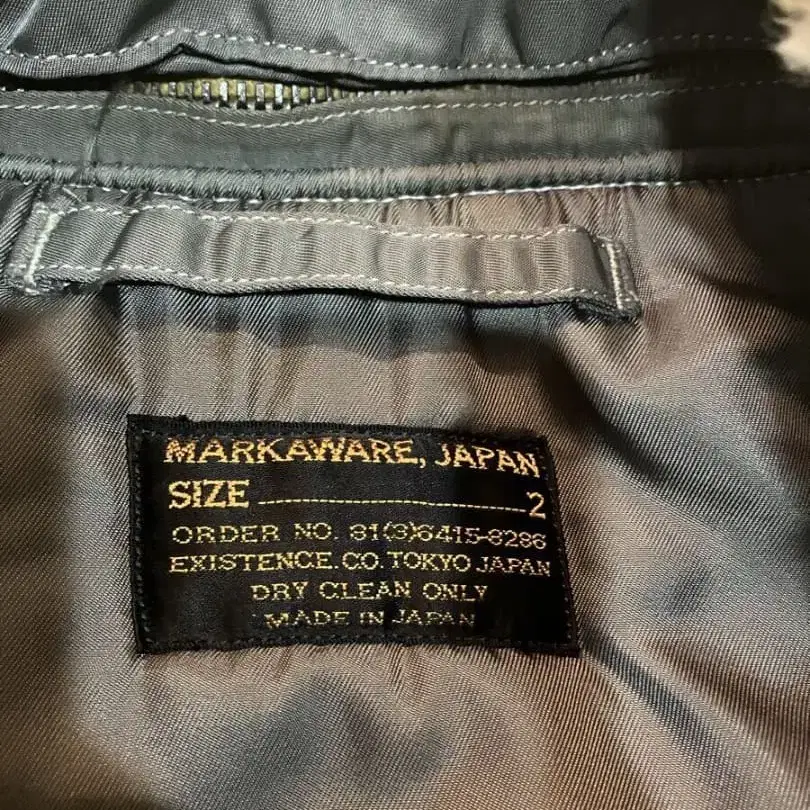 MARKAWARE, JAPAN
SIZE 2
ORDER NO. 81(3)6415-8286
EXISTENCE.CO.TOKYO JAPAN
DRY CLEAN ONLY
MADE IN JAPAN